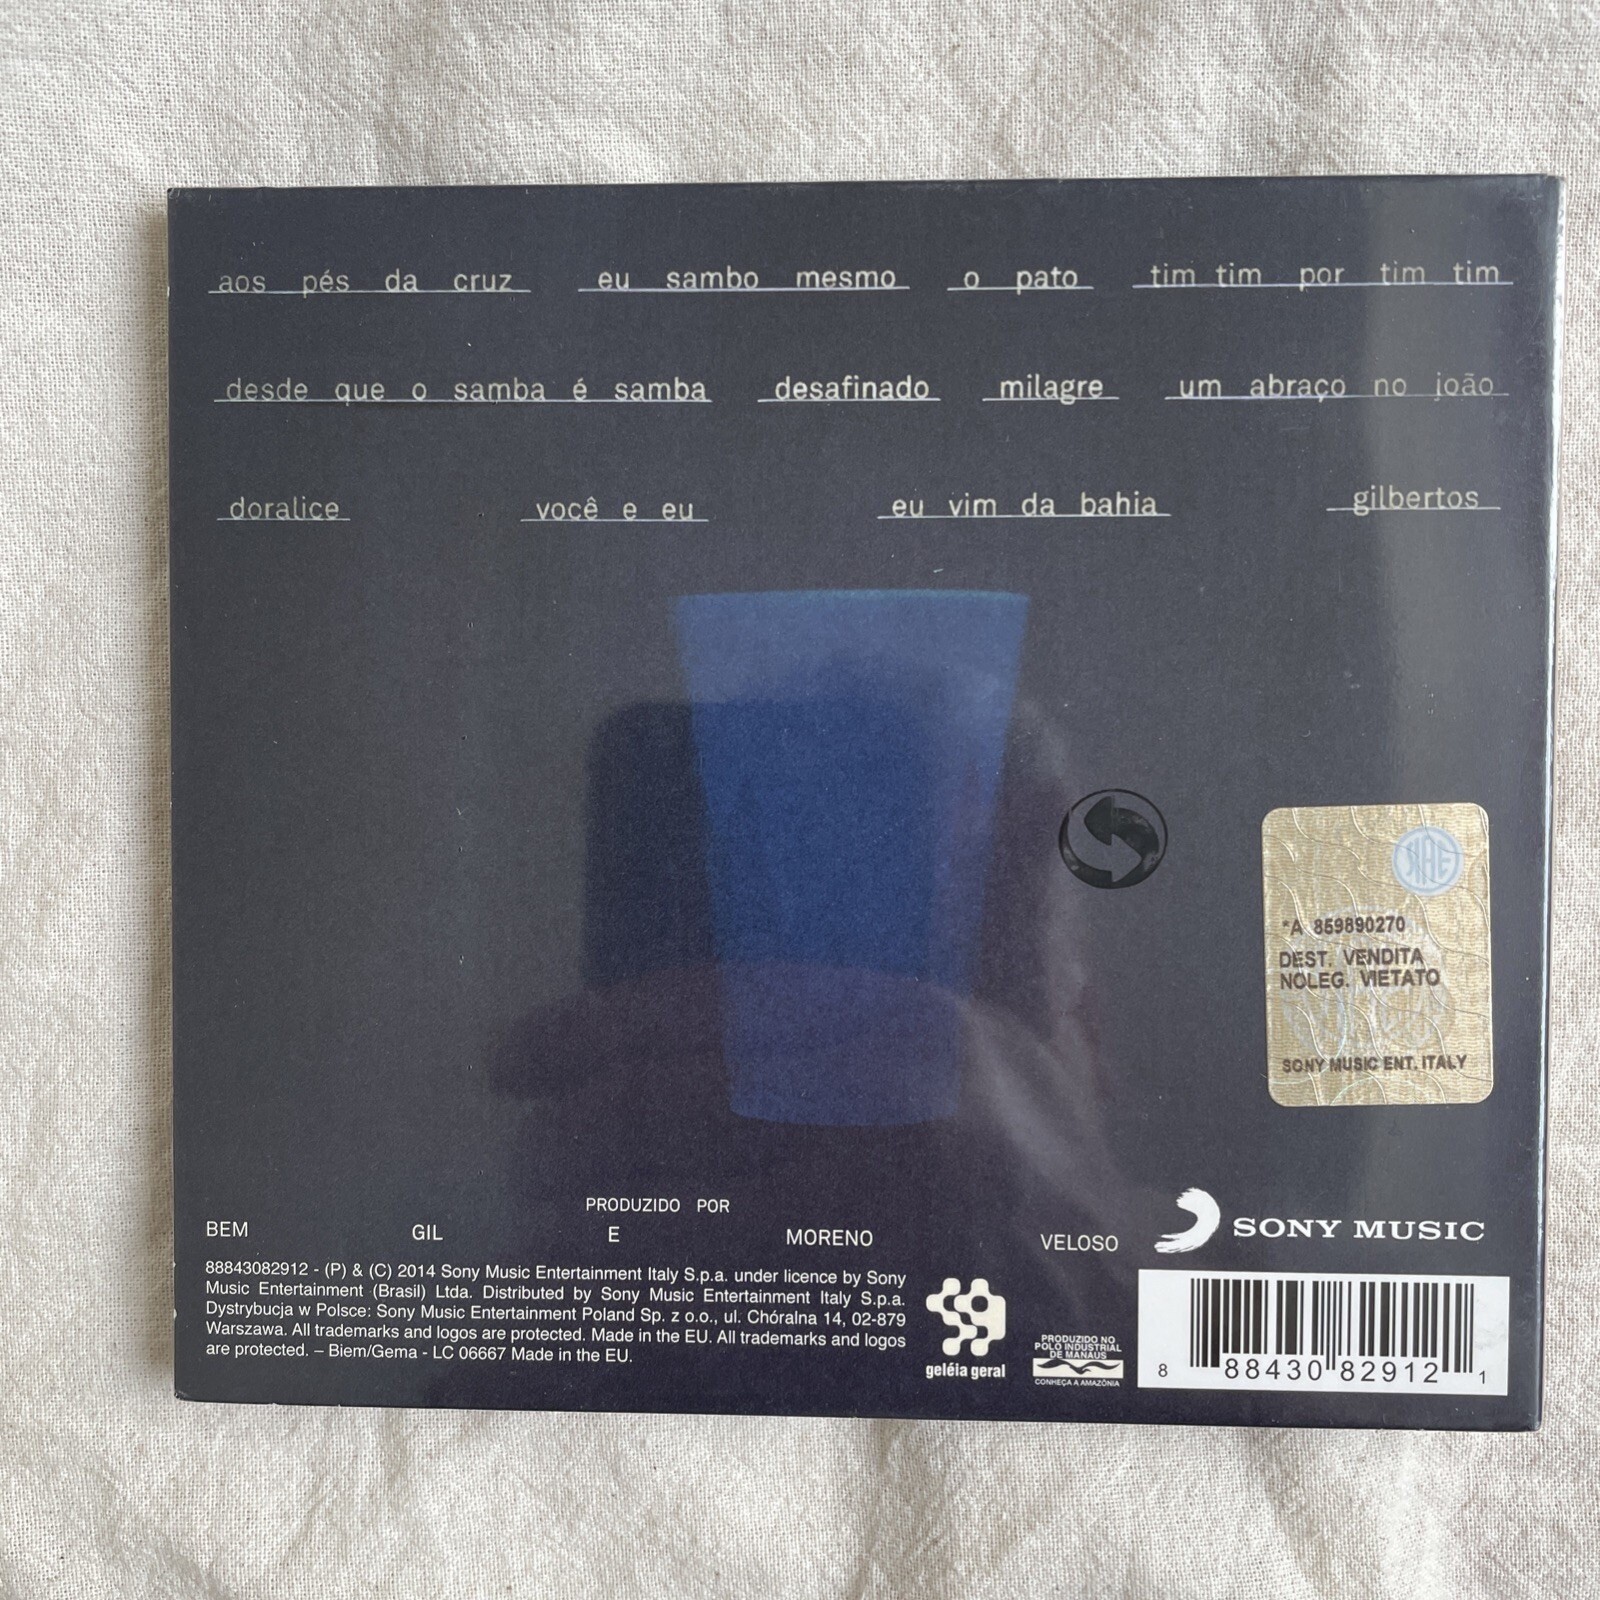 aos pés da cruz eu sambo mesmo o pato tim tim por tim tim
desde que o samba é samba desafinado milagre um abraço no joão
doralice você e eu eu vim da bahia gilbertos
SIAE
*A 859890270
DEST. VENDITA
NOLEG. VIETATO
SONY MUSIC ENT. ITALY
PRODUZIDO POR
BEM GIL E MORENO VELOSO
SONY MUSIC
88843082912 - (P) & (C) 2014 Sony Music Entertainment Italy S.p.a. under licence by Sony
Music Entertainment (Brasil) Ltda. Distributed by Sony Music Entertainment Italy S.p.a.
Dystrybucja w Polsce: Sony Music Entertainment Poland Sp. z o.o., ul. Chóralna 14, 02-879
Warszawa. All trademarks and logos are protected. Made in the EU. All trademarks and logos
are protected. – Biem/Gema - LC 06667 Made in the EU.
geléia geral
PRODUZIDO NO
POLO INDUSTRIAL
DE MANAUS
CONHEÇA A AMAZÔNIA
8 88430 82912 1